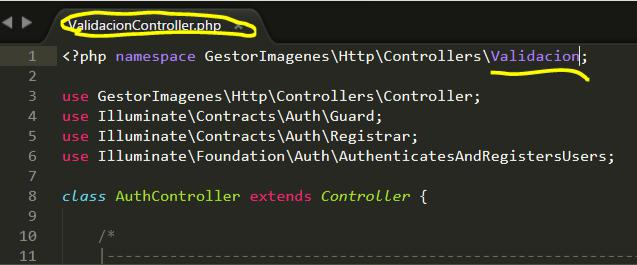 ValidacionController.php ×
1 <?php namespace GestorImagenes\Http\Controllers\Validacion;
2
3 use GestorImagenes\Http\Controllers\Controller;
4 use Illuminate\Contracts\Auth\Guard;
5 use Illuminate\Contracts\Auth\Registrar;
6 use Illuminate\Foundation\Auth\AuthenticatesAndRegistersUsers;
7
8 class AuthController extends Controller {
9
10 /*
11 |--------------------------------------------------------------